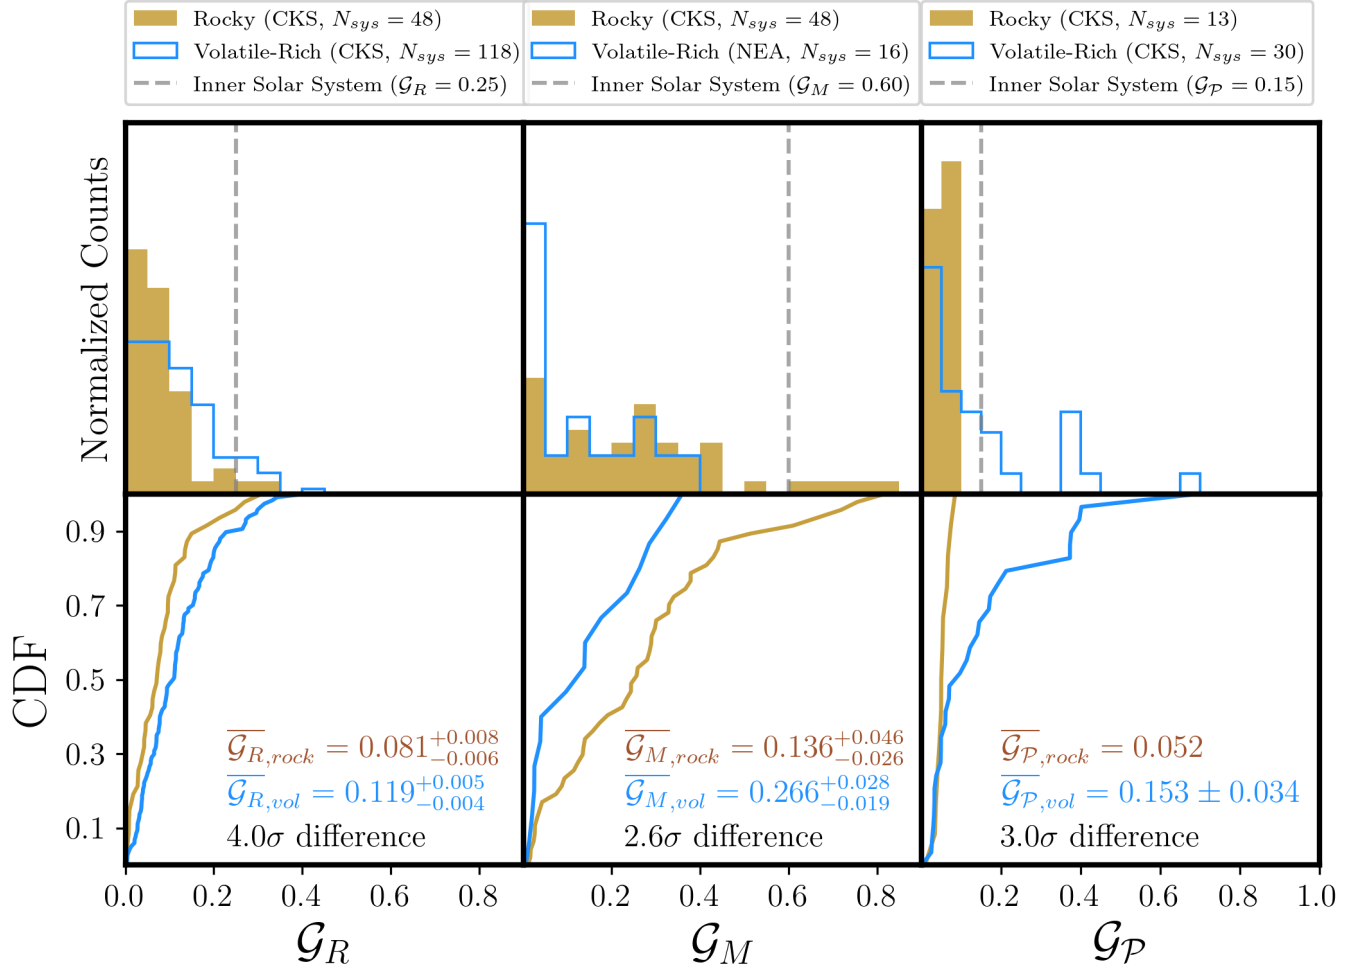 Rocky (CKS, N_sys = 48)
Volatile-Rich (CKS, N_sys = 118)
Inner Solar System (𝒢_R = 0.25)
Rocky (CKS, N_sys = 48)
Volatile-Rich (NEA, N_sys = 16)
Inner Solar System (𝒢_M = 0.60)
Rocky (CKS, N_sys = 13)
Volatile-Rich (CKS, N_sys = 30)
Inner Solar System (𝒢_𝒫 = 0.15)
Normalized Counts
CDF
0.9
0.7
0.5
0.3
0.1
𝒢̅_R,rock = 0.081 +0.008 −0.006
𝒢̅_R,vol = 0.119 +0.005 −0.004
4.0σ difference
𝒢̅_M,rock = 0.136 +0.046 −0.026
𝒢̅_M,vol = 0.266 +0.028 −0.019
2.6σ difference
𝒢̅_𝒫,rock = 0.052
𝒢̅_𝒫,vol = 0.153 ± 0.034
3.0σ difference
0.0 0.2 0.4 0.6 0.8
0.2 0.4 0.6 0.8
0.2 0.4 0.6 0.8 1.0
𝒢_R
𝒢_M
𝒢_𝒫